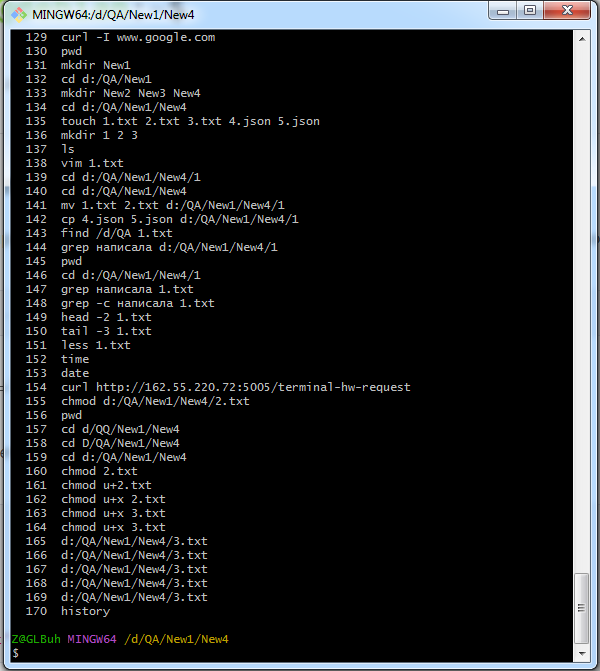 MINGW64:/d/QA/New1/New4
129 curl -I www.google.com
130 pwd
131 mkdir New1
132 cd d:/QA/New1
133 mkdir New2 New3 New4
134 cd d:/QA/New1/New4
135 touch 1.txt 2.txt 3.txt 4.json 5.json
136 mkdir 1 2 3
137 ls
138 vim 1.txt
139 cd d:/QA/New1/New4/1
140 cd d:/QA/New1/New4
141 mv 1.txt 2.txt d:/QA/New1/New4/1
142 cp 4.json 5.json d:/QA/New1/New4/1
143 find /d/QA 1.txt
144 grep написала d:/QA/New1/New4/1
145 pwd
146 cd d:/QA/New1/New4/1
147 grep написала 1.txt
148 grep -c написала 1.txt
149 head -2 1.txt
150 tail -3 1.txt
151 less 1.txt
152 time
153 date
154 curl http://162.55.220.72:5005/terminal-hw-request
155 chmod d:/QA/New1/New4/2.txt
156 pwd
157 cd d/QQ/New1/New4
158 cd D/QA/New1/New4
159 cd d:/QA/New1/New4
160 chmod 2.txt
161 chmod u+2.txt
162 chmod u+x 2.txt
163 chmod u+x 3.txt
164 chmod u+x 3.txt
165 d:/QA/New1/New4/3.txt
166 d:/QA/New1/New4/3.txt
167 d:/QA/New1/New4/3.txt
168 d:/QA/New1/New4/3.txt
169 d:/QA/New1/New4/3.txt
170 history
Z@GLBuh MINGW64 /d/QA/New1/New4
$